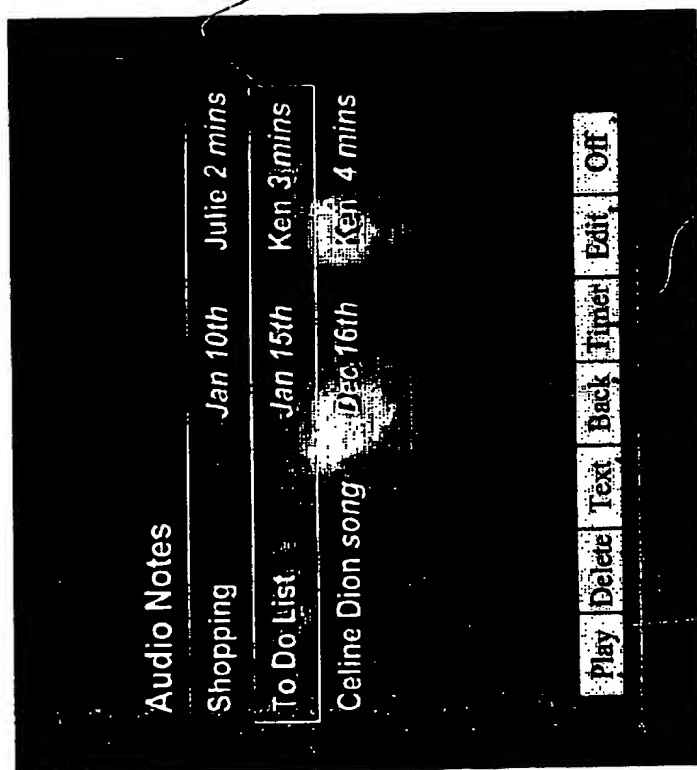 Audio Notes
Shopping Jan 10th Julie 2 mins
To Do List Jan 15th Ken 3 mins
Celine Dion song Dec 16th Ken 4 mins
Play Delete Text Back Timer Edit Off